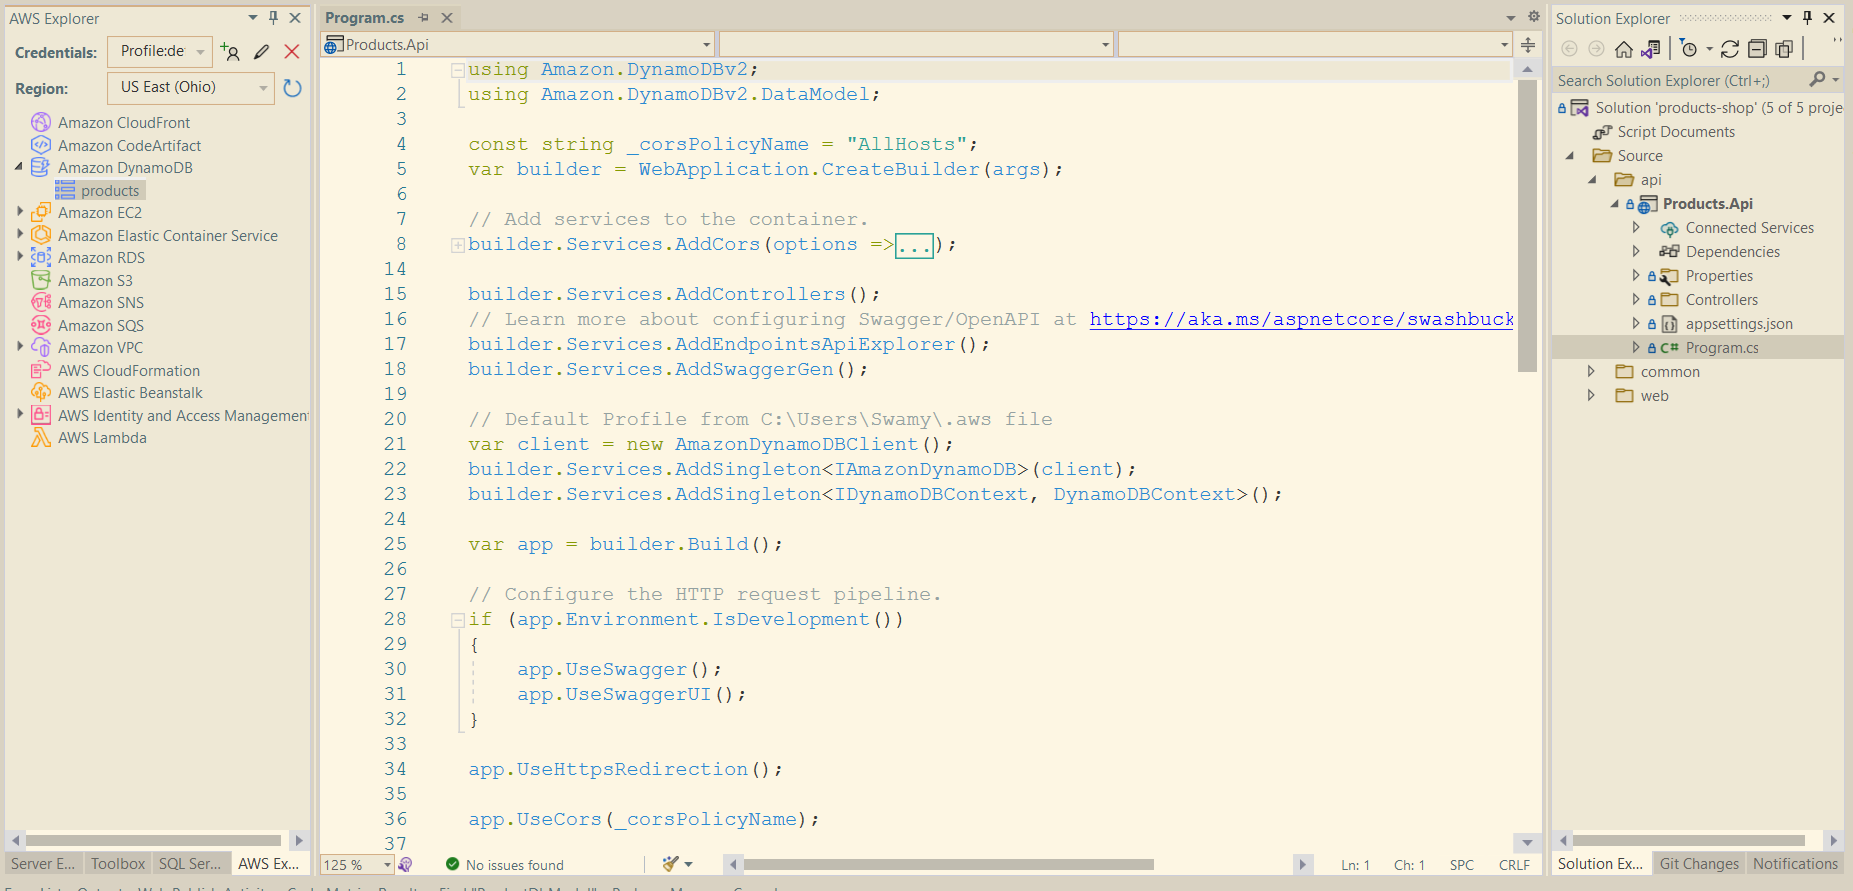 AWS Explorer
Credentials:
Profile:de
Region:
US East (Ohio)
Amazon CloudFront
Amazon CodeArtifact
Amazon DynamoDB
products
Amazon EC2
Amazon Elastic Container Service
Amazon RDS
Amazon S3
Amazon SNS
Amazon SQS
Amazon VPC
AWS CloudFormation
AWS Elastic Beanstalk
AWS Identity and Access Management
AWS Lambda
Server E...
Toolbox
SQL Ser...
AWS Ex...
Program.cs
Products.Api
1 using Amazon.DynamoDBv2;
2 using Amazon.DynamoDBv2.DataModel;
3
4 const string _corsPolicyName = "AllHosts";
5 var builder = WebApplication.CreateBuilder(args);
6
7 // Add services to the container.
8 builder.Services.AddCors(options =>...);
14
15 builder.Services.AddControllers();
16 // Learn more about configuring Swagger/OpenAPI at https://aka.ms/aspnetcore/swashbuck
17 builder.Services.AddEndpointsApiExplorer();
18 builder.Services.AddSwaggerGen();
19
20 // Default Profile from C:\Users\Swamy\.aws file
21 var client = new AmazonDynamoDBClient();
22 builder.Services.AddSingleton<IAmazonDynamoDB>(client);
23 builder.Services.AddSingleton<IDynamoDBContext, DynamoDBContext>();
24
25 var app = builder.Build();
26
27 // Configure the HTTP request pipeline.
28 if (app.Environment.IsDevelopment())
29 {
30 app.UseSwagger();
31 app.UseSwaggerUI();
32 }
33
34 app.UseHttpsRedirection();
35
36 app.UseCors(_corsPolicyName);
37
125 %
No issues found
Ln: 1
Ch: 1
SPC
CRLF
Solution Explorer
Search Solution Explorer (Ctrl+;)
Solution 'products-shop' (5 of 5 proje
Script Documents
Source
api
Products.Api
Connected Services
Dependencies
Properties
Controllers
appsettings.json
C# Program.cs
common
web
Solution Ex...
Git Changes
Notifications